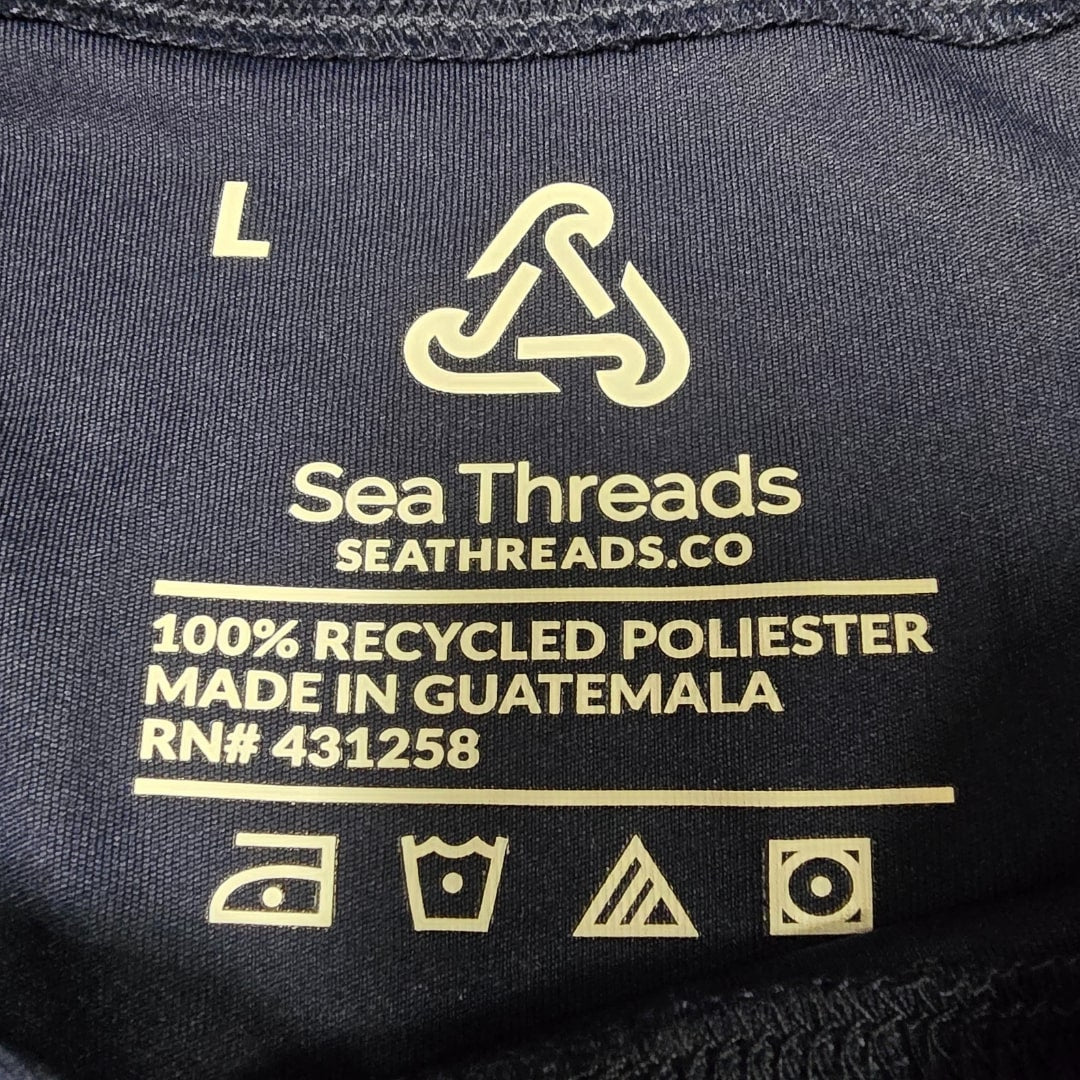 L
Sea Threads
SEATHREADS.CO
100% RECYCLED POLIESTER
MADE IN GUATEMALA
RN# 431258